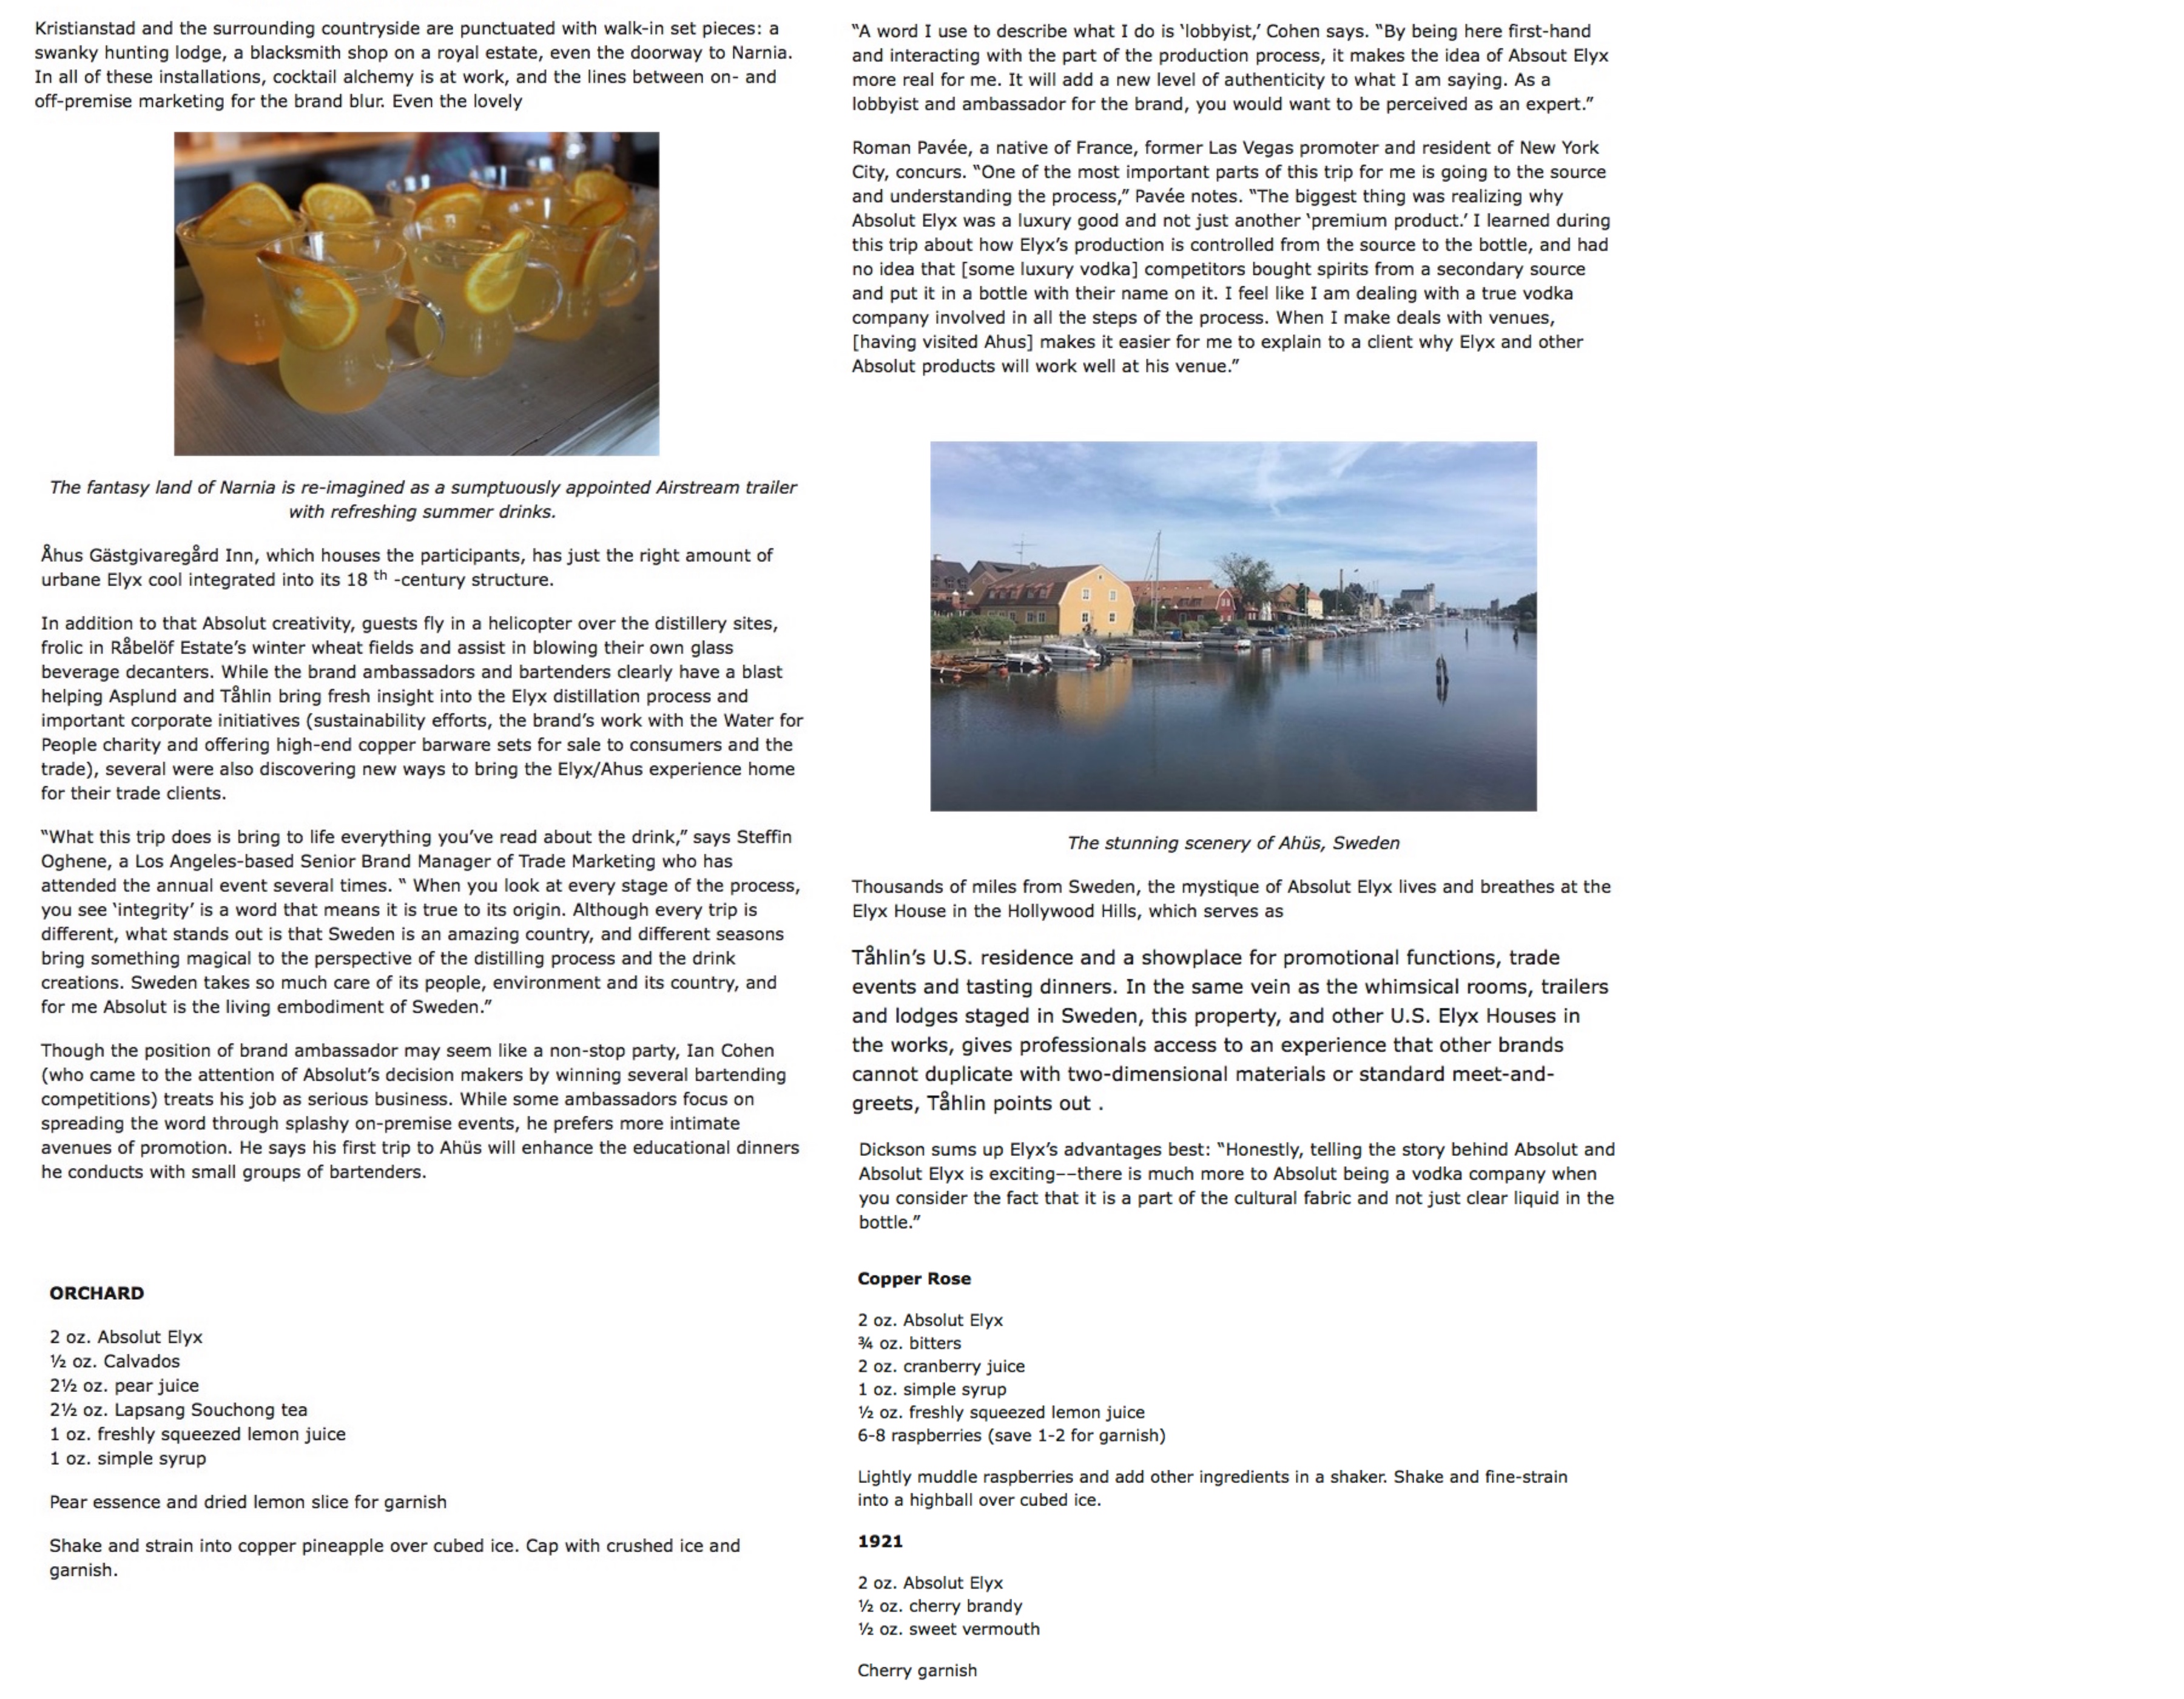 Kristianstad and the surrounding countryside are punctuated with walk-in set pieces: a
swanky hunting lodge, a blacksmith shop on a royal estate, even the doorway to Narnia.
In all of these installations, cocktail alchemy is at work, and the lines between on- and
off-premise marketing for the brand blur. Even the lovely
The fantasy land of Narnia is re-imagined as a sumptuously appointed Airstream trailer
with refreshing summer drinks.
Åhus Gästgivaregård Inn, which houses the participants, has just the right amount of
urbane Elyx cool integrated into its 18 th -century structure.
In addition to that Absolut creativity, guests fly in a helicopter over the distillery sites,
frolic in Råbelöf Estate’s winter wheat fields and assist in blowing their own glass
beverage decanters. While the brand ambassadors and bartenders clearly have a blast
helping Asplund and Tåhlin bring fresh insight into the Elyx distillation process and
important corporate initiatives (sustainability efforts, the brand’s work with the Water for
People charity and offering high-end copper barware sets for sale to consumers and the
trade), several were also discovering new ways to bring the Elyx/Ahus experience home
for their trade clients.
“What this trip does is bring to life everything you’ve read about the drink,” says Steffin
Oghene, a Los Angeles-based Senior Brand Manager of Trade Marketing who has
attended the annual event several times. “ When you look at every stage of the process,
you see ‘integrity’ is a word that means it is true to its origin. Although every trip is
different, what stands out is that Sweden is an amazing country, and different seasons
bring something magical to the perspective of the distilling process and the drink
creations. Sweden takes so much care of its people, environment and its country, and
for me Absolut is the living embodiment of Sweden.”
Though the position of brand ambassador may seem like a non-stop party, Ian Cohen
(who came to the attention of Absolut’s decision makers by winning several bartending
competitions) treats his job as serious business. While some ambassadors focus on
spreading the word through splashy on-premise events, he prefers more intimate
avenues of promotion. He says his first trip to Ahüs will enhance the educational dinners
he conducts with small groups of bartenders.
ORCHARD
2 oz. Absolut Elyx
½ oz. Calvados
2½ oz. pear juice
2½ oz. Lapsang Souchong tea
1 oz. freshly squeezed lemon juice
1 oz. simple syrup
Pear essence and dried lemon slice for garnish
Shake and strain into copper pineapple over cubed ice. Cap with crushed ice and
garnish.
“A word I use to describe what I do is ‘lobbyist,’ Cohen says. “By being here first-hand
and interacting with the part of the production process, it makes the idea of Absout Elyx
more real for me. It will add a new level of authenticity to what I am saying. As a
lobbyist and ambassador for the brand, you would want to be perceived as an expert.”
Roman Pavée, a native of France, former Las Vegas promoter and resident of New York
City, concurs. “One of the most important parts of this trip for me is going to the source
and understanding the process,” Pavée notes. “The biggest thing was realizing why
Absolut Elyx was a luxury good and not just another ‘premium product.’ I learned during
this trip about how Elyx’s production is controlled from the source to the bottle, and had
no idea that [some luxury vodka] competitors bought spirits from a secondary source
and put it in a bottle with their name on it. I feel like I am dealing with a true vodka
company involved in all the steps of the process. When I make deals with venues,
[having visited Ahus] makes it easier for me to explain to a client why Elyx and other
Absolut products will work well at his venue.”
The stunning scenery of Ahüs, Sweden
Thousands of miles from Sweden, the mystique of Absolut Elyx lives and breathes at the
Elyx House in the Hollywood Hills, which serves as
Tåhlin’s U.S. residence and a showplace for promotional functions, trade
events and tasting dinners. In the same vein as the whimsical rooms, trailers
and lodges staged in Sweden, this property, and other U.S. Elyx Houses in
the works, gives professionals access to an experience that other brands
cannot duplicate with two-dimensional materials or standard meet-and-
greets, Tåhlin points out .
Dickson sums up Elyx’s advantages best: “Honestly, telling the story behind Absolut and
Absolut Elyx is exciting––there is much more to Absolut being a vodka company when
you consider the fact that it is a part of the cultural fabric and not just clear liquid in the
bottle.”
Copper Rose
2 oz. Absolut Elyx
¾ oz. bitters
2 oz. cranberry juice
1 oz. simple syrup
½ oz. freshly squeezed lemon juice
6-8 raspberries (save 1-2 for garnish)
Lightly muddle raspberries and add other ingredients in a shaker. Shake and fine-strain
into a highball over cubed ice.
1921
2 oz. Absolut Elyx
½ oz. cherry brandy
½ oz. sweet vermouth
Cherry garnish